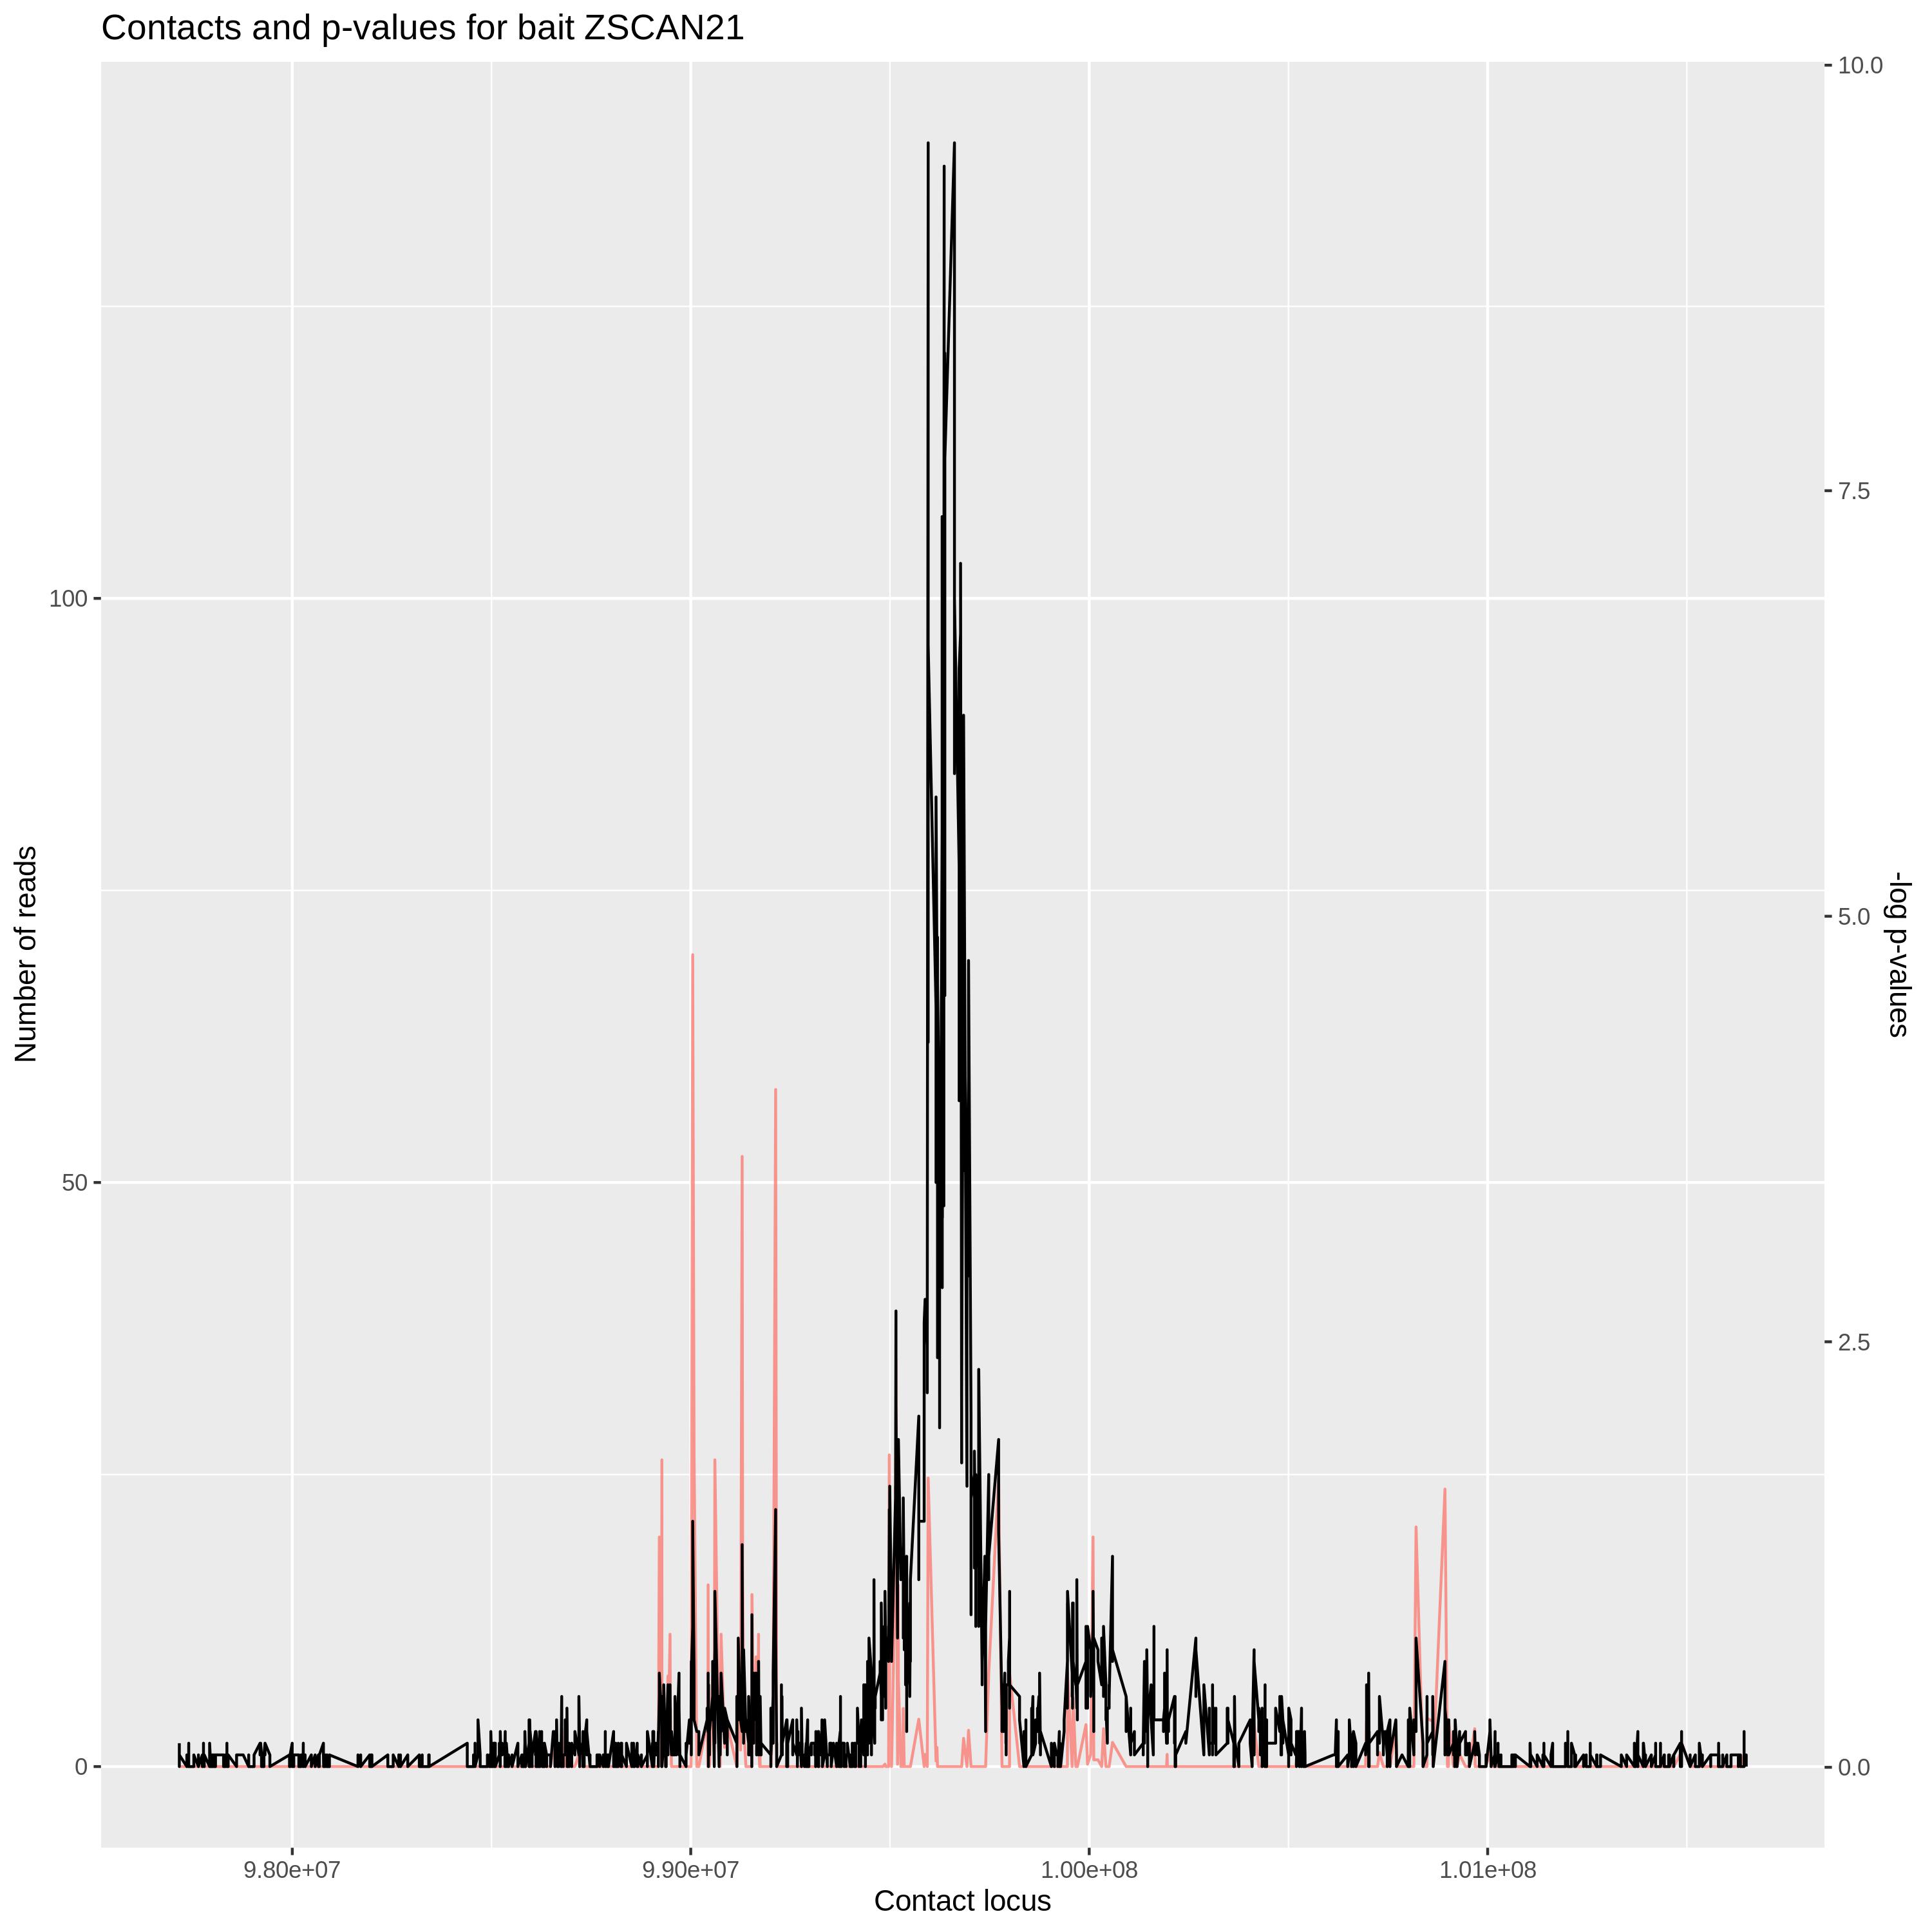 Contacts and p-values for bait ZSCAN21
10.0
7.5
100
5.0
Number of reads
-log p-values
50
2.5
0
0.0
9.80e+07
9.90e+07
1.00e+08
1.01e+08
Contact locus